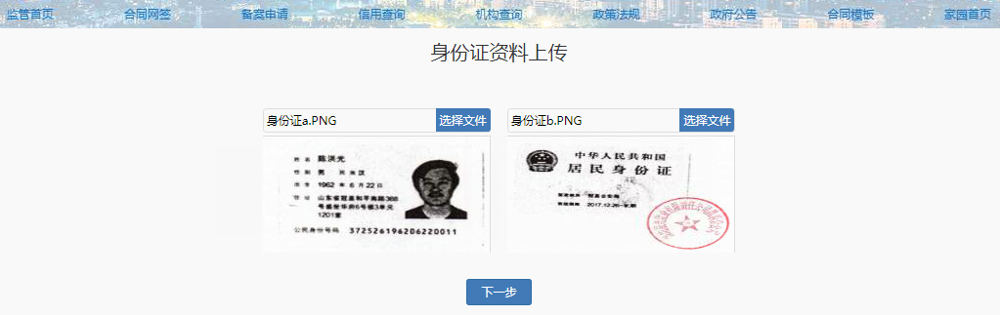 监管首页 合同网签 备案申请 信用查询 机构查询 政策法规 政府公告 合同模板 家园首页
身份证资料上传
身份证a.PNG 选择文件 身份证b.PNG 选择文件
姓名 陈洪光
性别 男 民族 汉
出生 1962 年 6 月 22 日
住址 山东省冠县和平南路388
号盛世华府6号楼3单元
1201室
公民身份号码 372526196206220011
中华人民共和国
居民身份证
签发机关 冠县公安局
有效期限 2017.12.26-长期
下一步